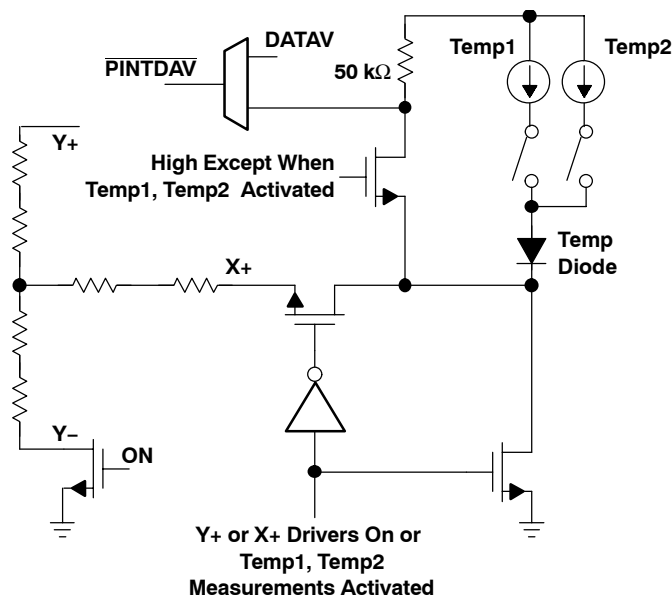 DATAV
PINTDAV
50 kΩ
Temp1
Temp2
Y+
High Except When
Temp1, Temp2 Activated
Temp
Diode
X+
Y−
ON
Y+ or X+ Drivers On or
Temp1, Temp2
Measurements Activated